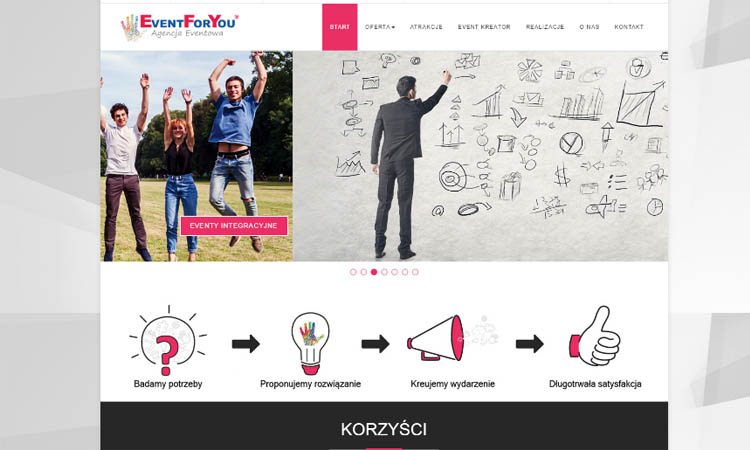 EVENTFORYOU
Agencja Eventowa
START
OFERTA
ATRAKCJE
EVENT KREATOR
REALIZACJE
O NAS
KONTAKT
EVENTY INTEGRACYJNE
?
Badamy potrzeby
Proponujemy rozwiązanie
Kreujemy wydarzenie
Długotrwała satysfakcja
KORZYŚCI